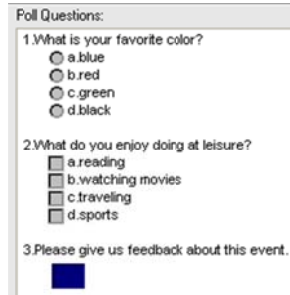 Poll Questions:
1.What is your favorite color?
a.blue
b.red
c.green
d.black
2.What do you enjoy doing at leisure?
a.reading
b.watching movies
c.traveling
d.sports
3.Please give us feedback about this event.